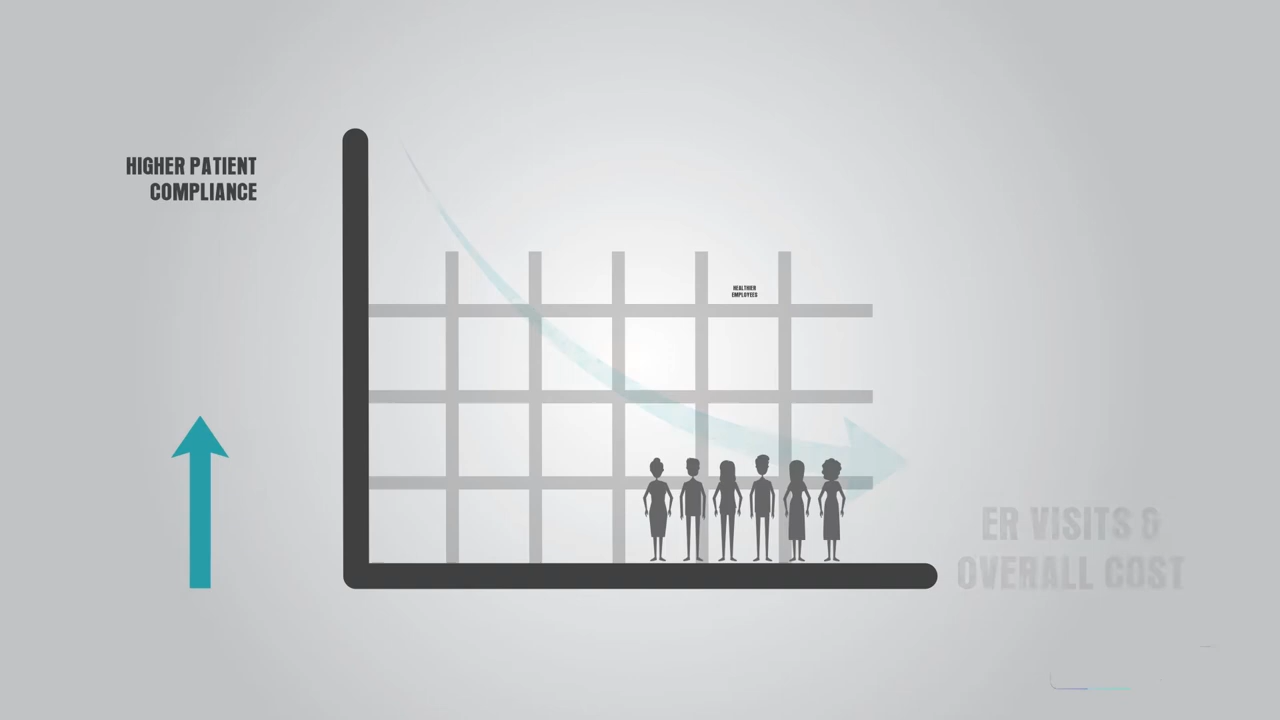 HIGHER PATIENT
COMPLIANCE
HEALTHIER
EMPLOYEES
ER VISITS &
OVERALL COST